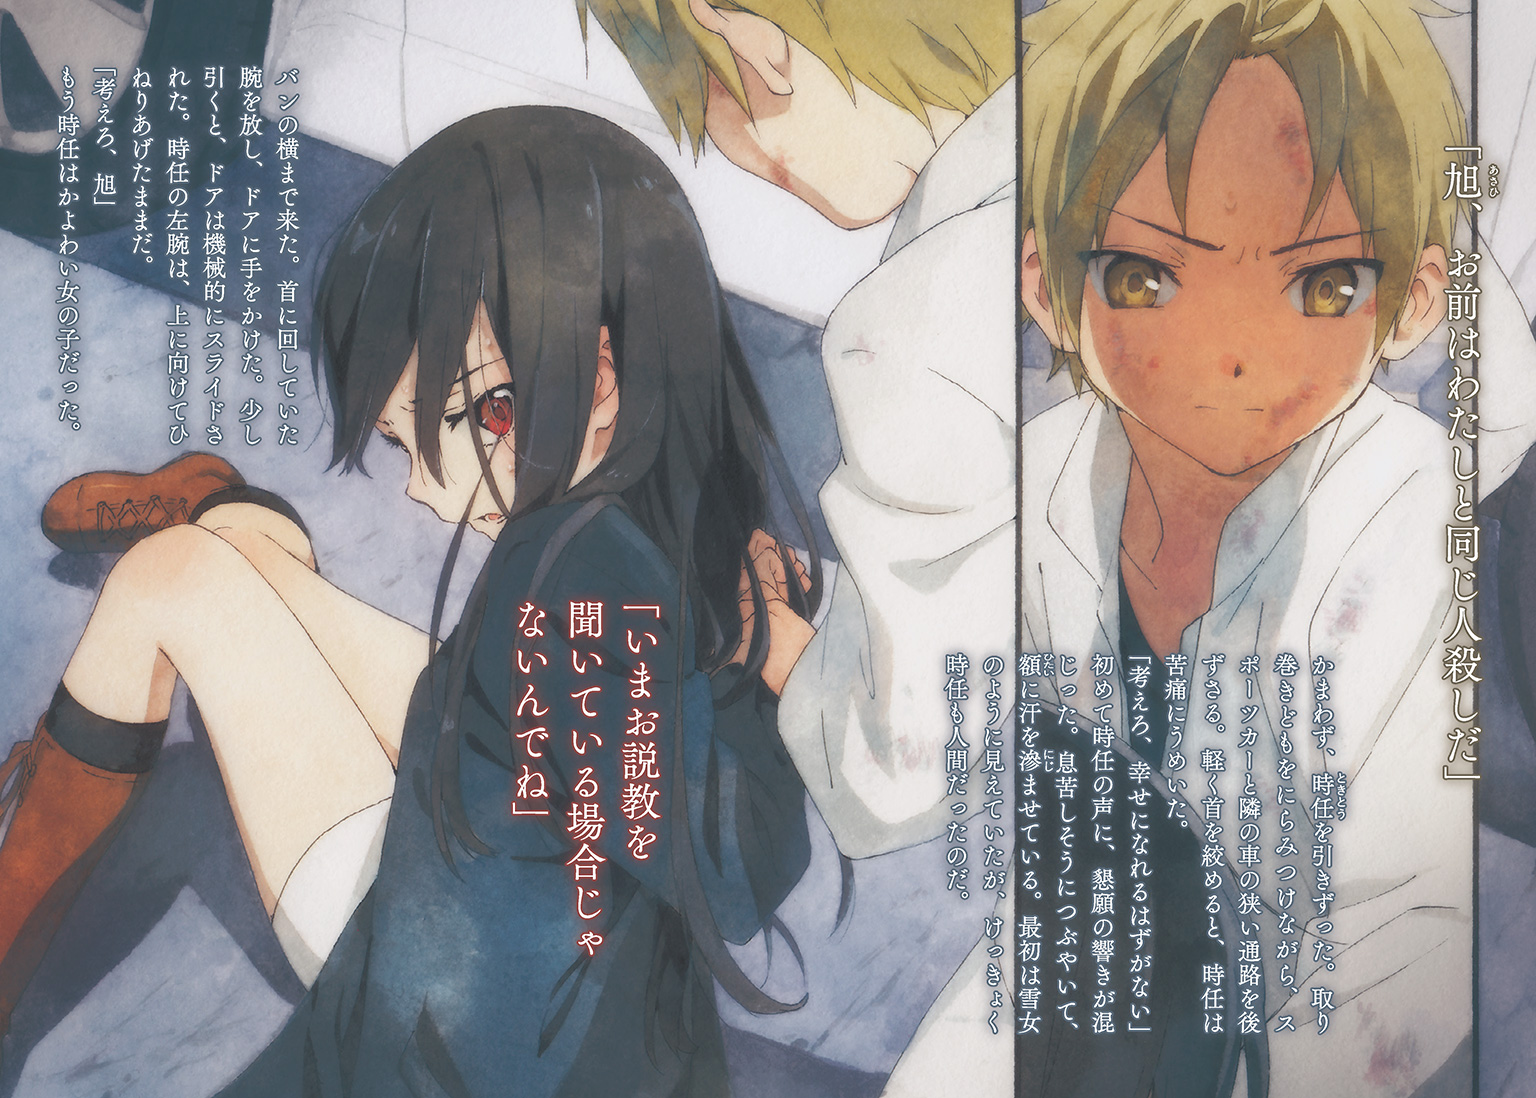 「旭、お前はわたしと同じ人殺しだ」
あさひ
かまわず、時任を引きずった。取り
ときとう
巻きどもをにらみつけながら、ス
ポーツカーと隣の車の狭い通路を後
ずさる。軽く首を絞めると、時任は
苦痛にうめいた。
「考えろ、幸せになれるはずがない」
初めて時任の声に、懇願の響きが混
じった。息苦しそうにつぶやいて、
額に汗を滲ませている。最初は雪女
ひたい
にじ
のように見えていたが、けっきょく
時任も人間だったのだ。
「いまお説教を
聞いている場合じゃ
ないんでね」
バンの横まで来た。首に回していた
腕を放し、ドアに手をかけた。少し
引くと、ドアは機械的にスライドさ
れた。時任の左腕は、上に向けてひ
ねりあげたままだ。
「考えろ、旭」
もう時任はかよわい女の子だった。